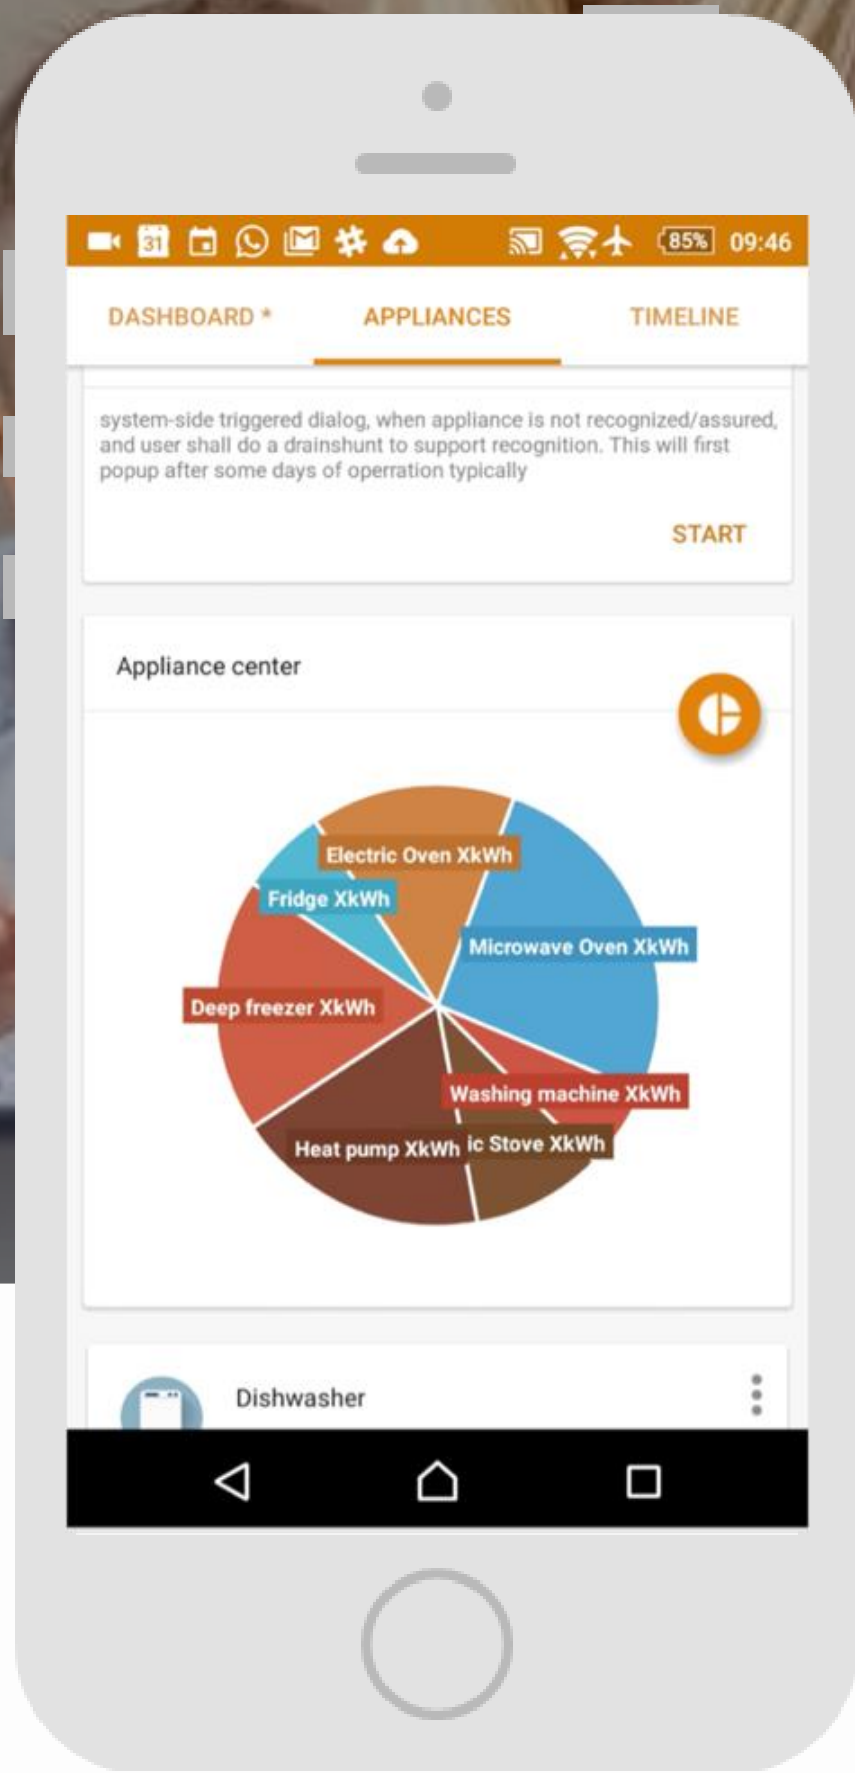 31
85% 09:46
DASHBOARD * APPLIANCES TIMELINE
system-side triggered dialog, when appliance is not recognized/assured,
and user shall do a drainshunt to support recognition. This will first
popup after some days of operration typically
START
Appliance center
Electric Oven XkWh
Fridge XkWh
Microwave Oven XkWh
Deep freezer XkWh
Washing machine XkWh
Heat pump XkWh ic Stove XkWh
Dishwasher